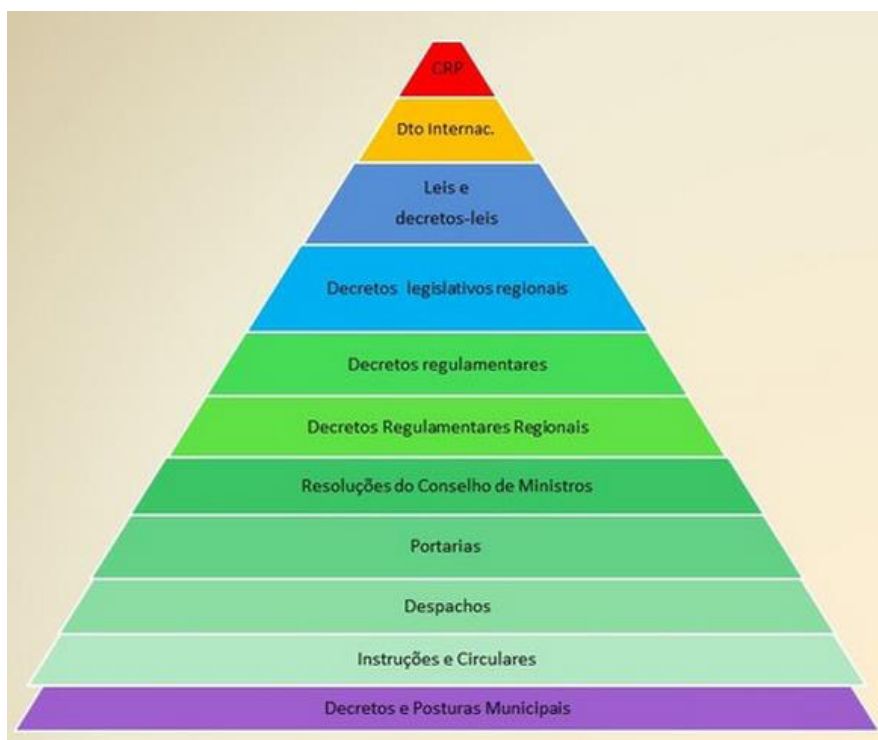 CRP
Dto Internac.
Leis e
decretos-leis
Decretos legislativos regionais
Decretos regulamentares
Decretos Regulamentares Regionais
Resoluções do Conselho de Ministros
Portarias
Despachos
Instruções e Circulares
Decretos e Posturas Municipais